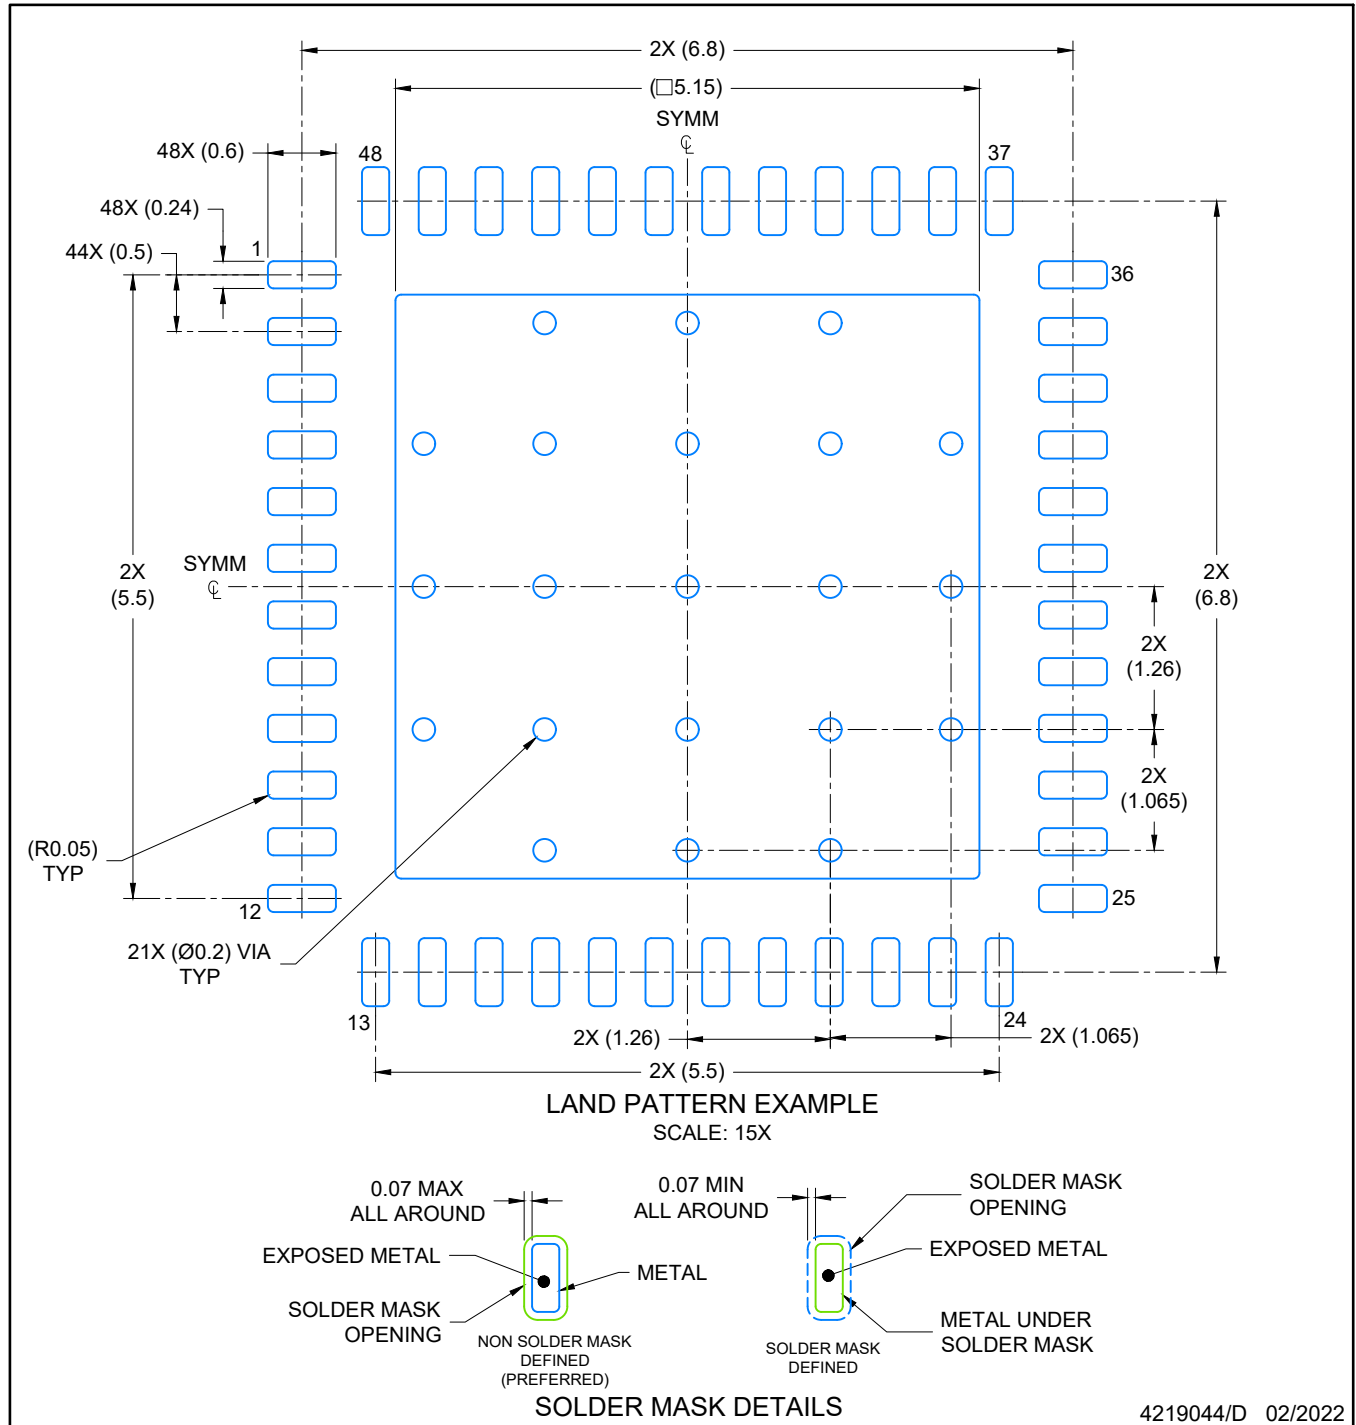 2X (6.8)
(□5.15)
SYMM
℄
48X (0.6)
48
37
48X (0.24)
1
44X (0.5)
36
SYMM
℄
2X
(5.5)
2X
(6.8)
2X
(1.26)
2X
(1.065)
(R0.05)
TYP
12
25
21X (Ø0.2) VIA
TYP
13
24
2X (1.26)
2X (1.065)
2X (5.5)
LAND PATTERN EXAMPLE
SCALE: 15X
0.07 MAX
ALL AROUND
EXPOSED METAL
METAL
SOLDER MASK
OPENING
NON SOLDER MASK
DEFINED
(PREFERRED)
0.07 MIN
ALL AROUND
SOLDER MASK
OPENING
EXPOSED METAL
METAL UNDER
SOLDER MASK
SOLDER MASK
DEFINED
SOLDER MASK DETAILS
4219044/D 02/2022